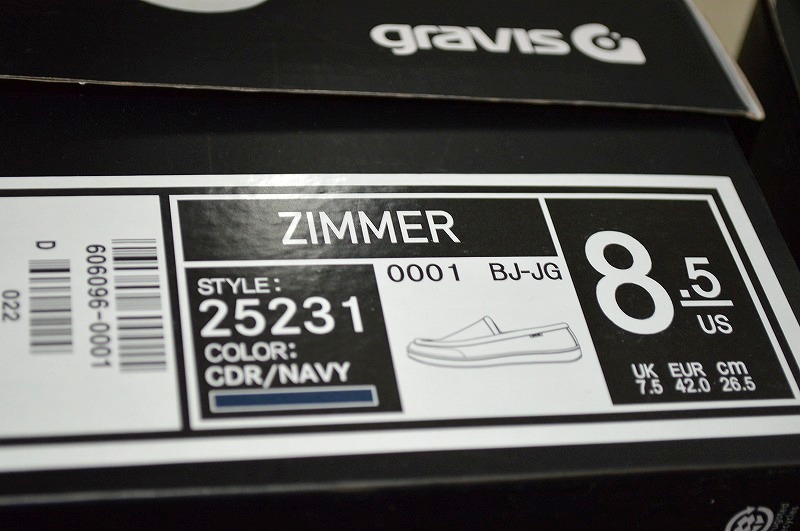 gravis
ZIMMER
STYLE:
25231
COLOR:
CDR/NAVY
0001 BJ-JG
8.5
US
UK EUR cm
7.5 42.0 26.5
606096-0001
D
022